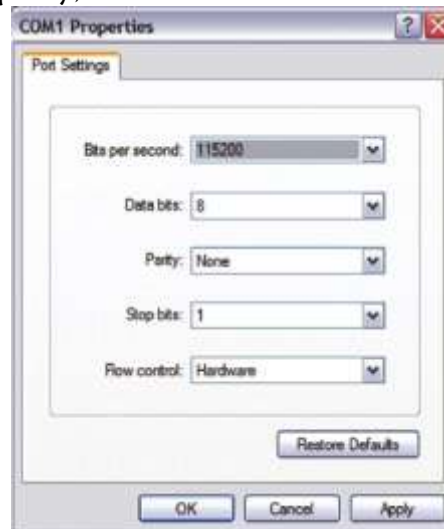 COM1 Properties
Port Settings
Bits per second: 115200
Data bits: 8
Parity: None
Stop bits: 1
Flow control: Hardware
Restore Defaults
OK Cancel Apply